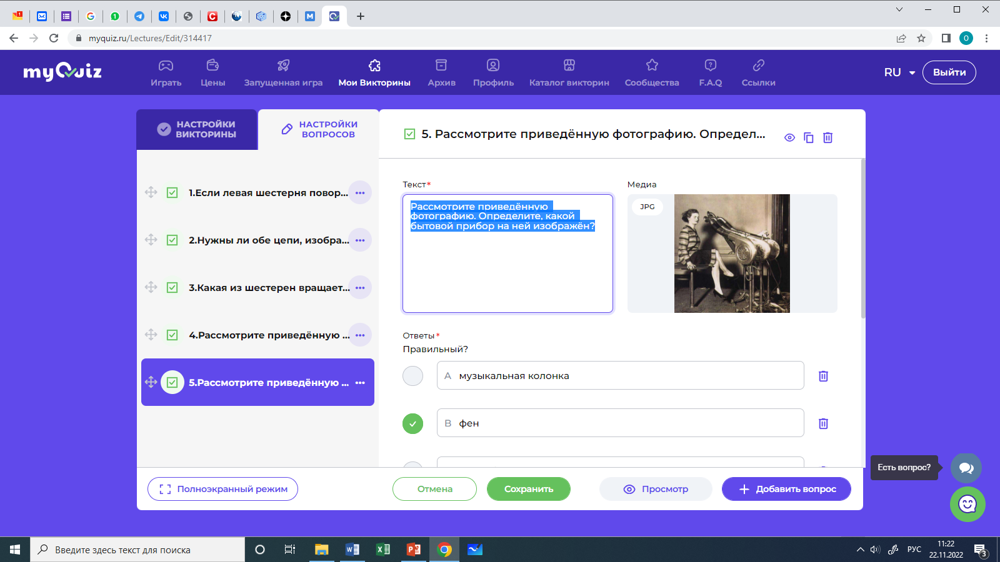 1
1
C
M
myquiz.ru/Lectures/Edit/314417
O
myQuiz
Играть
Цены
Запущенная игра
Мои Викторины
Архив
Профиль
Каталог викторин
Сообщества
F.A.Q
Ссылки
RU
Выйти
НАСТРОЙКИ
ВИКТОРИНЫ
НАСТРОЙКИ
ВОПРОСОВ
5. Рассмотрите приведённую фотографию. Определ...
1.Если левая шестерня повор...
2.Нужны ли обе цепи, изобра...
3.Какая из шестерен вращает...
4.Рассмотрите приведённую ...
5.Рассмотрите приведённую ...
Текст*
Рассмотрите приведённую
фотографию. Определите, какой
бытовой прибор на ней изображён?
Медиа
JPG
Ответы*
Правильный?
A музыкальная колонка
B фен
Есть вопрос?
Полноэкранный режим
Отмена
Сохранить
Просмотр
Добавить вопрос
Введите здесь текст для поиска
РУС
11:22
22.11.2022
3